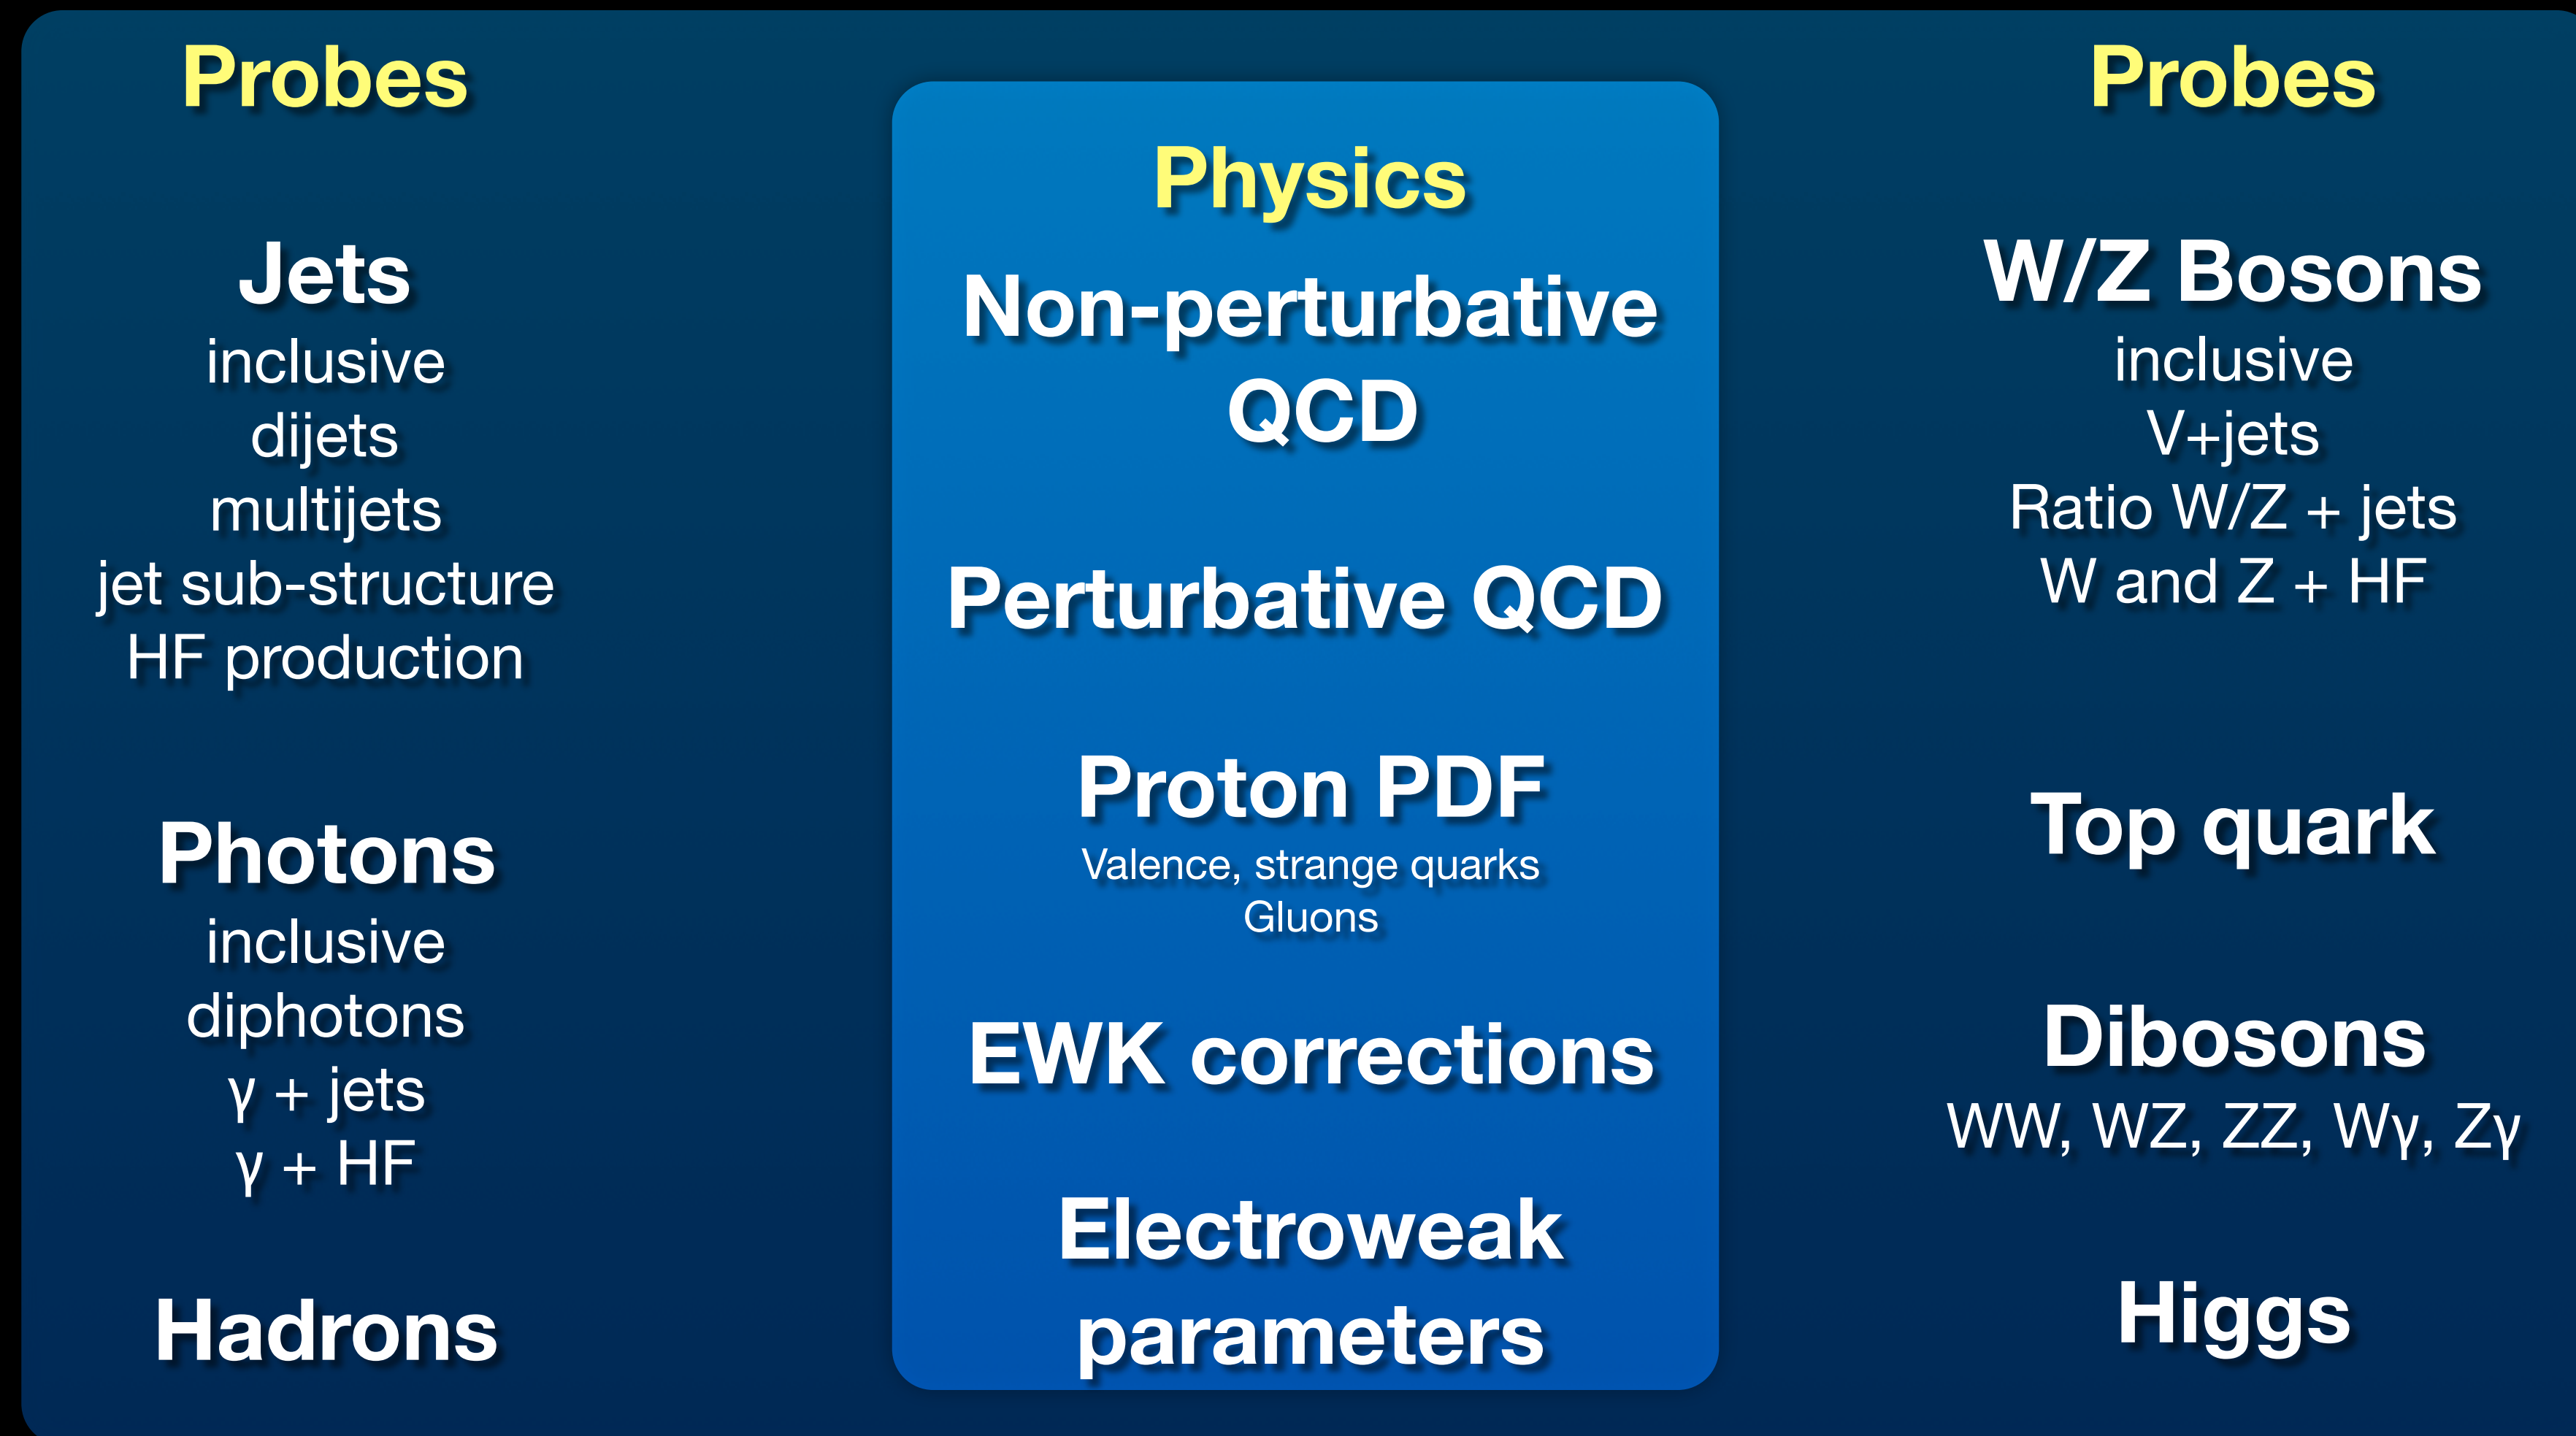 Probes
Jets
inclusive
dijets
multijets
jet sub-structure
HF production
Photons
inclusive
diphotons
γ + jets
γ + HF
Hadrons
Physics
Non-perturbative
QCD
Perturbative QCD
Proton PDF
Valence, strange quarks
Gluons
EWK corrections
Electroweak
parameters
Probes
W/Z Bosons
inclusive
V+jets
Ratio W/Z + jets
W and Z + HF
Top quark
Dibosons
WW, WZ, ZZ, Wγ, Zγ
Higgs